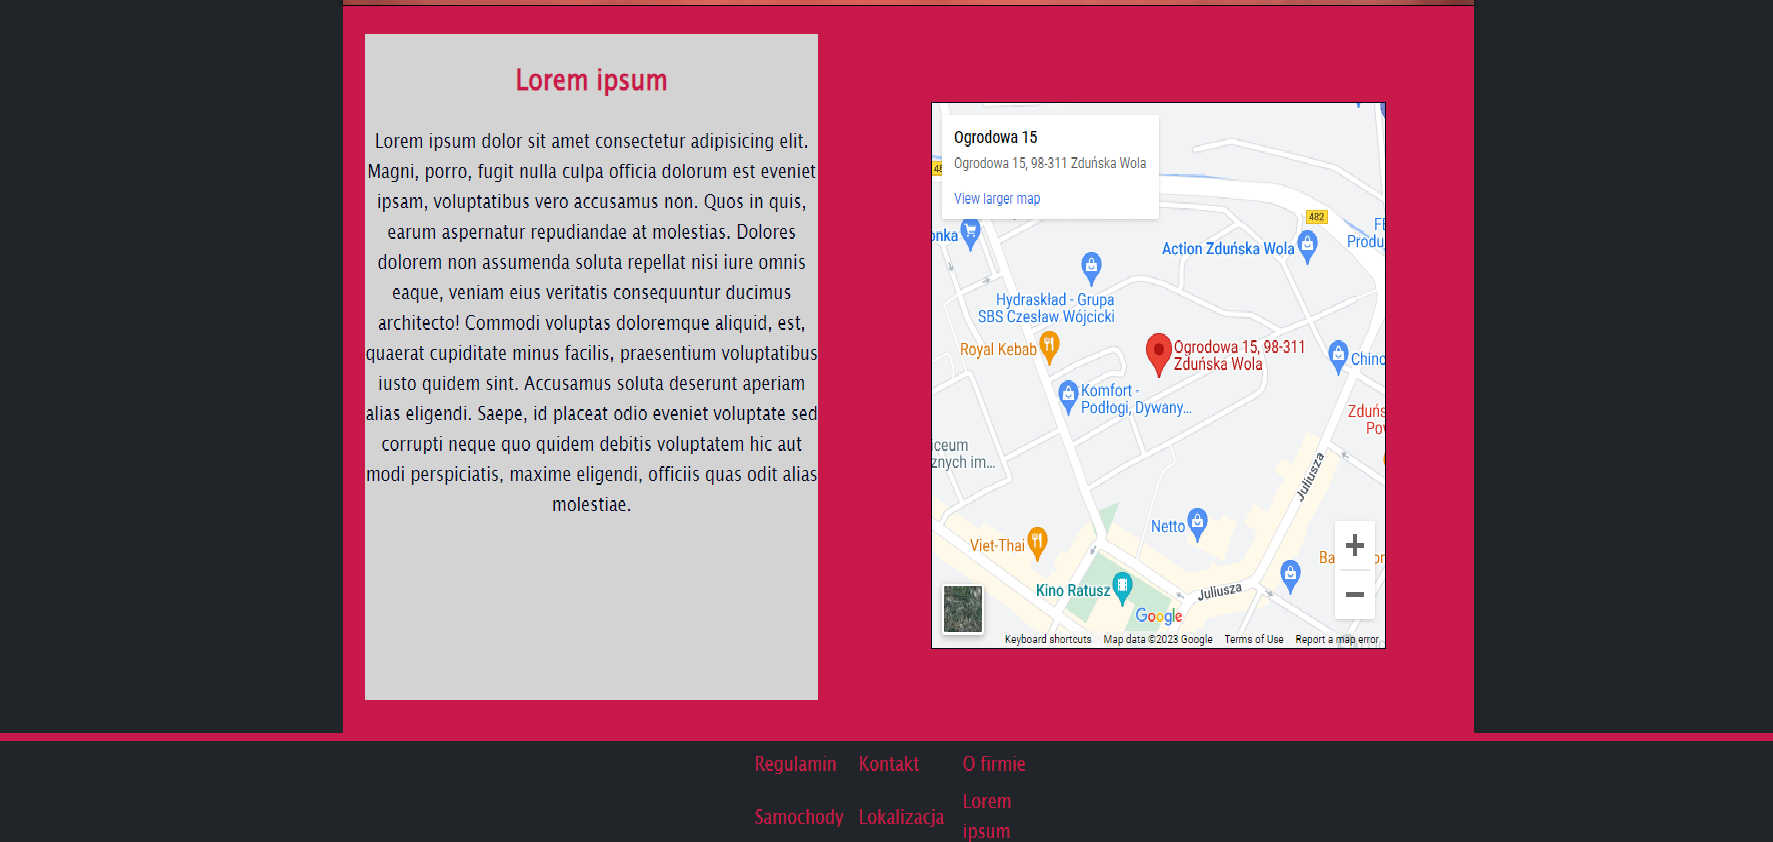 Lorem ipsum
Lorem ipsum dolor sit amet consectetur adipisicing elit.
Magni, porro, fugit nulla culpa officia dolorum est eveniet
ipsam, voluptatibus vero accusamus non. Quos in quis,
earum aspernatur repudiandae at molestias. Dolores
dolorem non assumenda soluta repellat nisi iure omnis
eaque, veniam eius veritatis consequuntur ducimus
architecto! Commodi voluptas doloremque aliquid, est,
quaerat cupiditate minus facilis, praesentium voluptatibus
iusto quidem sint. Accusamus soluta deserunt aperiam
alias eligendi. Saepe, id placeat odio eveniet voluptate sed
corrupti neque quo quidem debitis voluptatem hic aut
modi perspiciatis, maxime eligendi, officiis quas odit alias
molestiae.
Ogrodowa 15
Ogrodowa 15, 98-311 Zduńska Wola
View larger map
482
onka
Action Zduńska Wola
Produ
Hydraskład - Grupa
SBS Czesław Wójcicki
Royal Kebab
Ogrodowa 15, 98-311
Zduńska Wola
Chino
Komfort -
Podłogi, Dywany...
Zduńs
Pow
iceum
znych im...
Juliusza
Netto
Viet-Thai
Kino Ratusz
Juliusza
Google
Keyboard shortcuts Map data ©2023 Google Terms of Use Report a map error
Regulamin Kontakt O firmie
Samochody Lokalizacja Lorem
ipsum